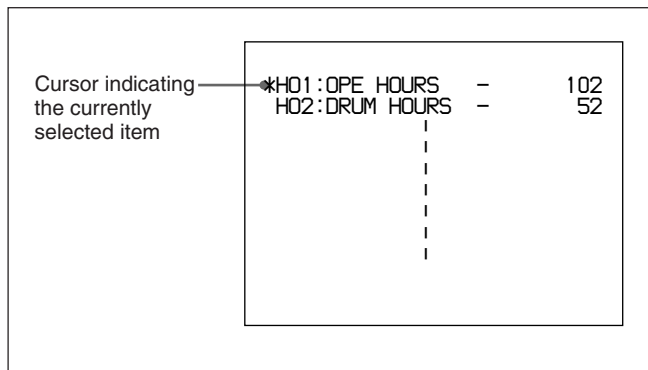 Cursor indicating
the currently
selected item
*H01:OPE HOURS - 102
H02:DRUM HOURS - 52